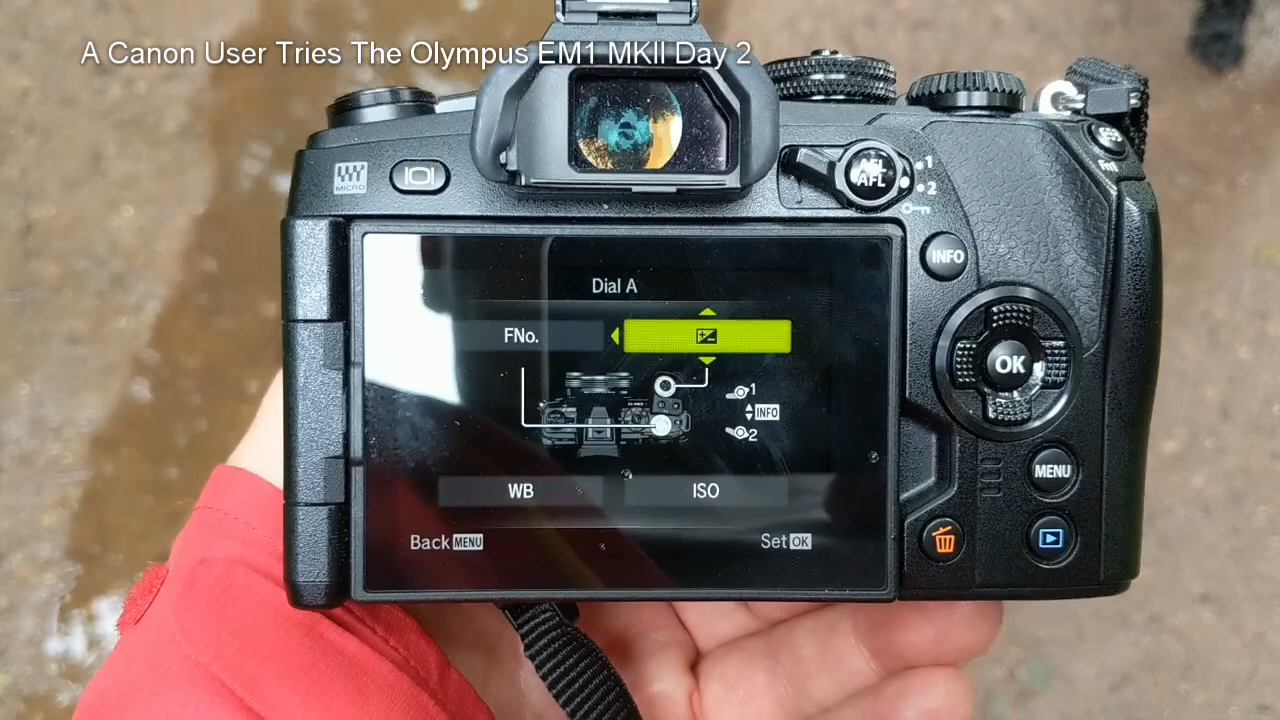 A Canon User Tries The Olympus EM1 MKII Day 2
MICRO
AEL
AFL
1
2
Fn1
INFO
Dial A
FNo.
1
INFO
2
OK
WB
ISO
MENU
Back MENU
Set OK